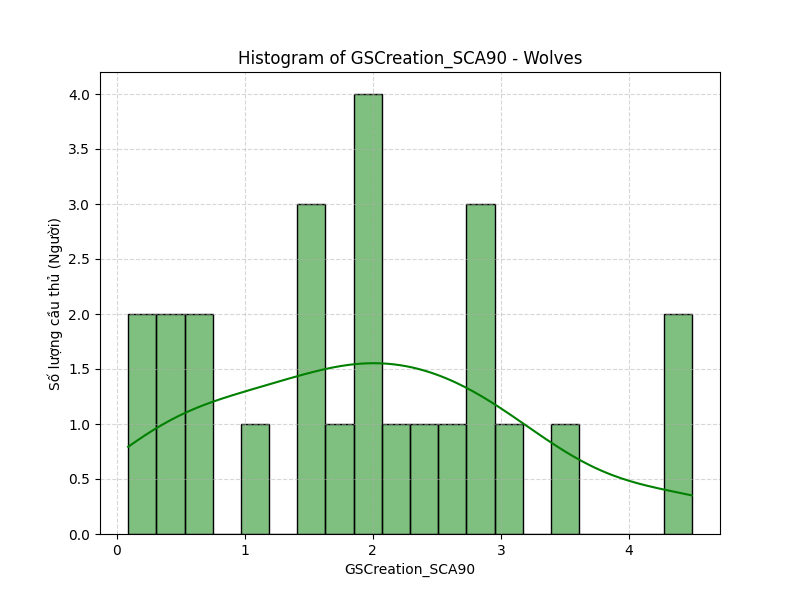 Histogram of GSCreation_SCA90 - Wolves
Số lượng cầu thủ (Người)
4.0
3.5
3.0
2.5
2.0
1.5
1.0
0.5
0.0
0 1 2 3 4
GSCreation_SCA90